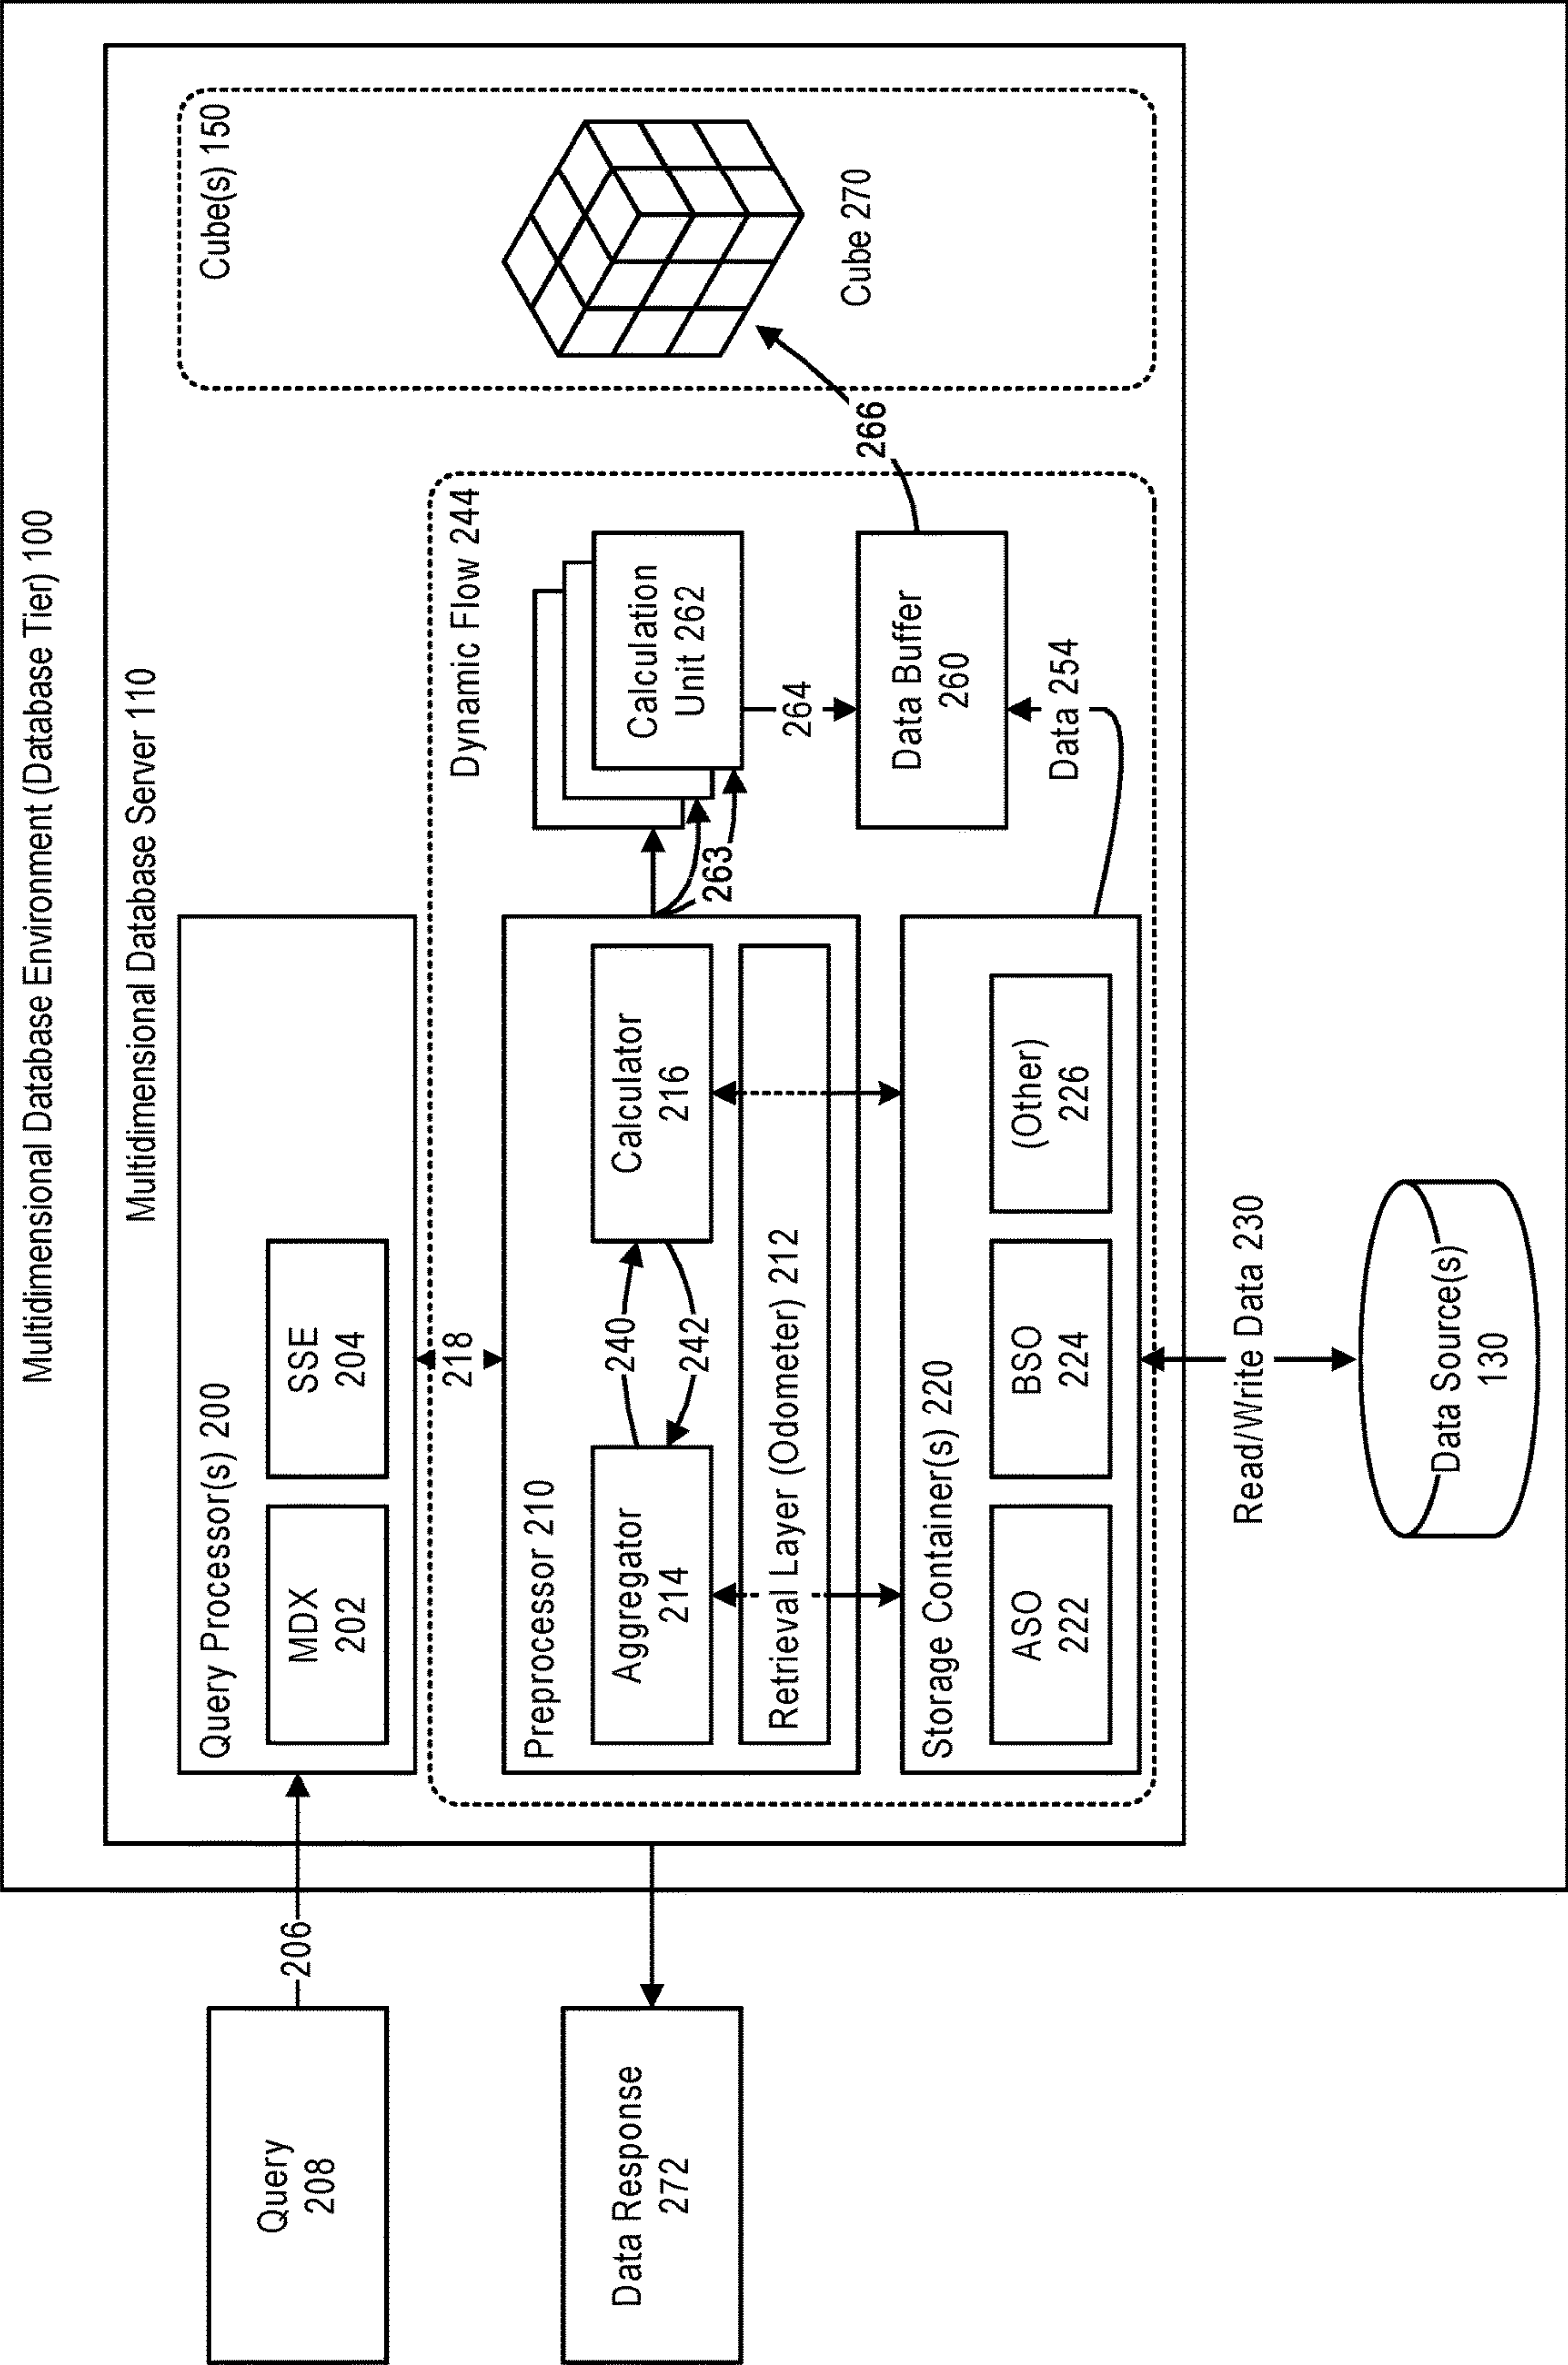 Multidimensional Database Environment (Database Tier) 100
Multidimensional Database Server 110
Query
208
206
Query Processor(s) 200
MDX
202
SSE
204
218
Cube(s) 150
Cube 270
Dynamic Flow 244
Preprocessor 210
Aggregator
214
240
242
Calculator
216
Retrieval Layer (Odometer) 212
263
Calculation
Unit 262
264
Data Buffer
260
266
Data 254
Storage Container(s) 220
ASO
222
BSO
224
(Other)
226
Read/Write Data 230
Data Source(s)
130
Data Response
272